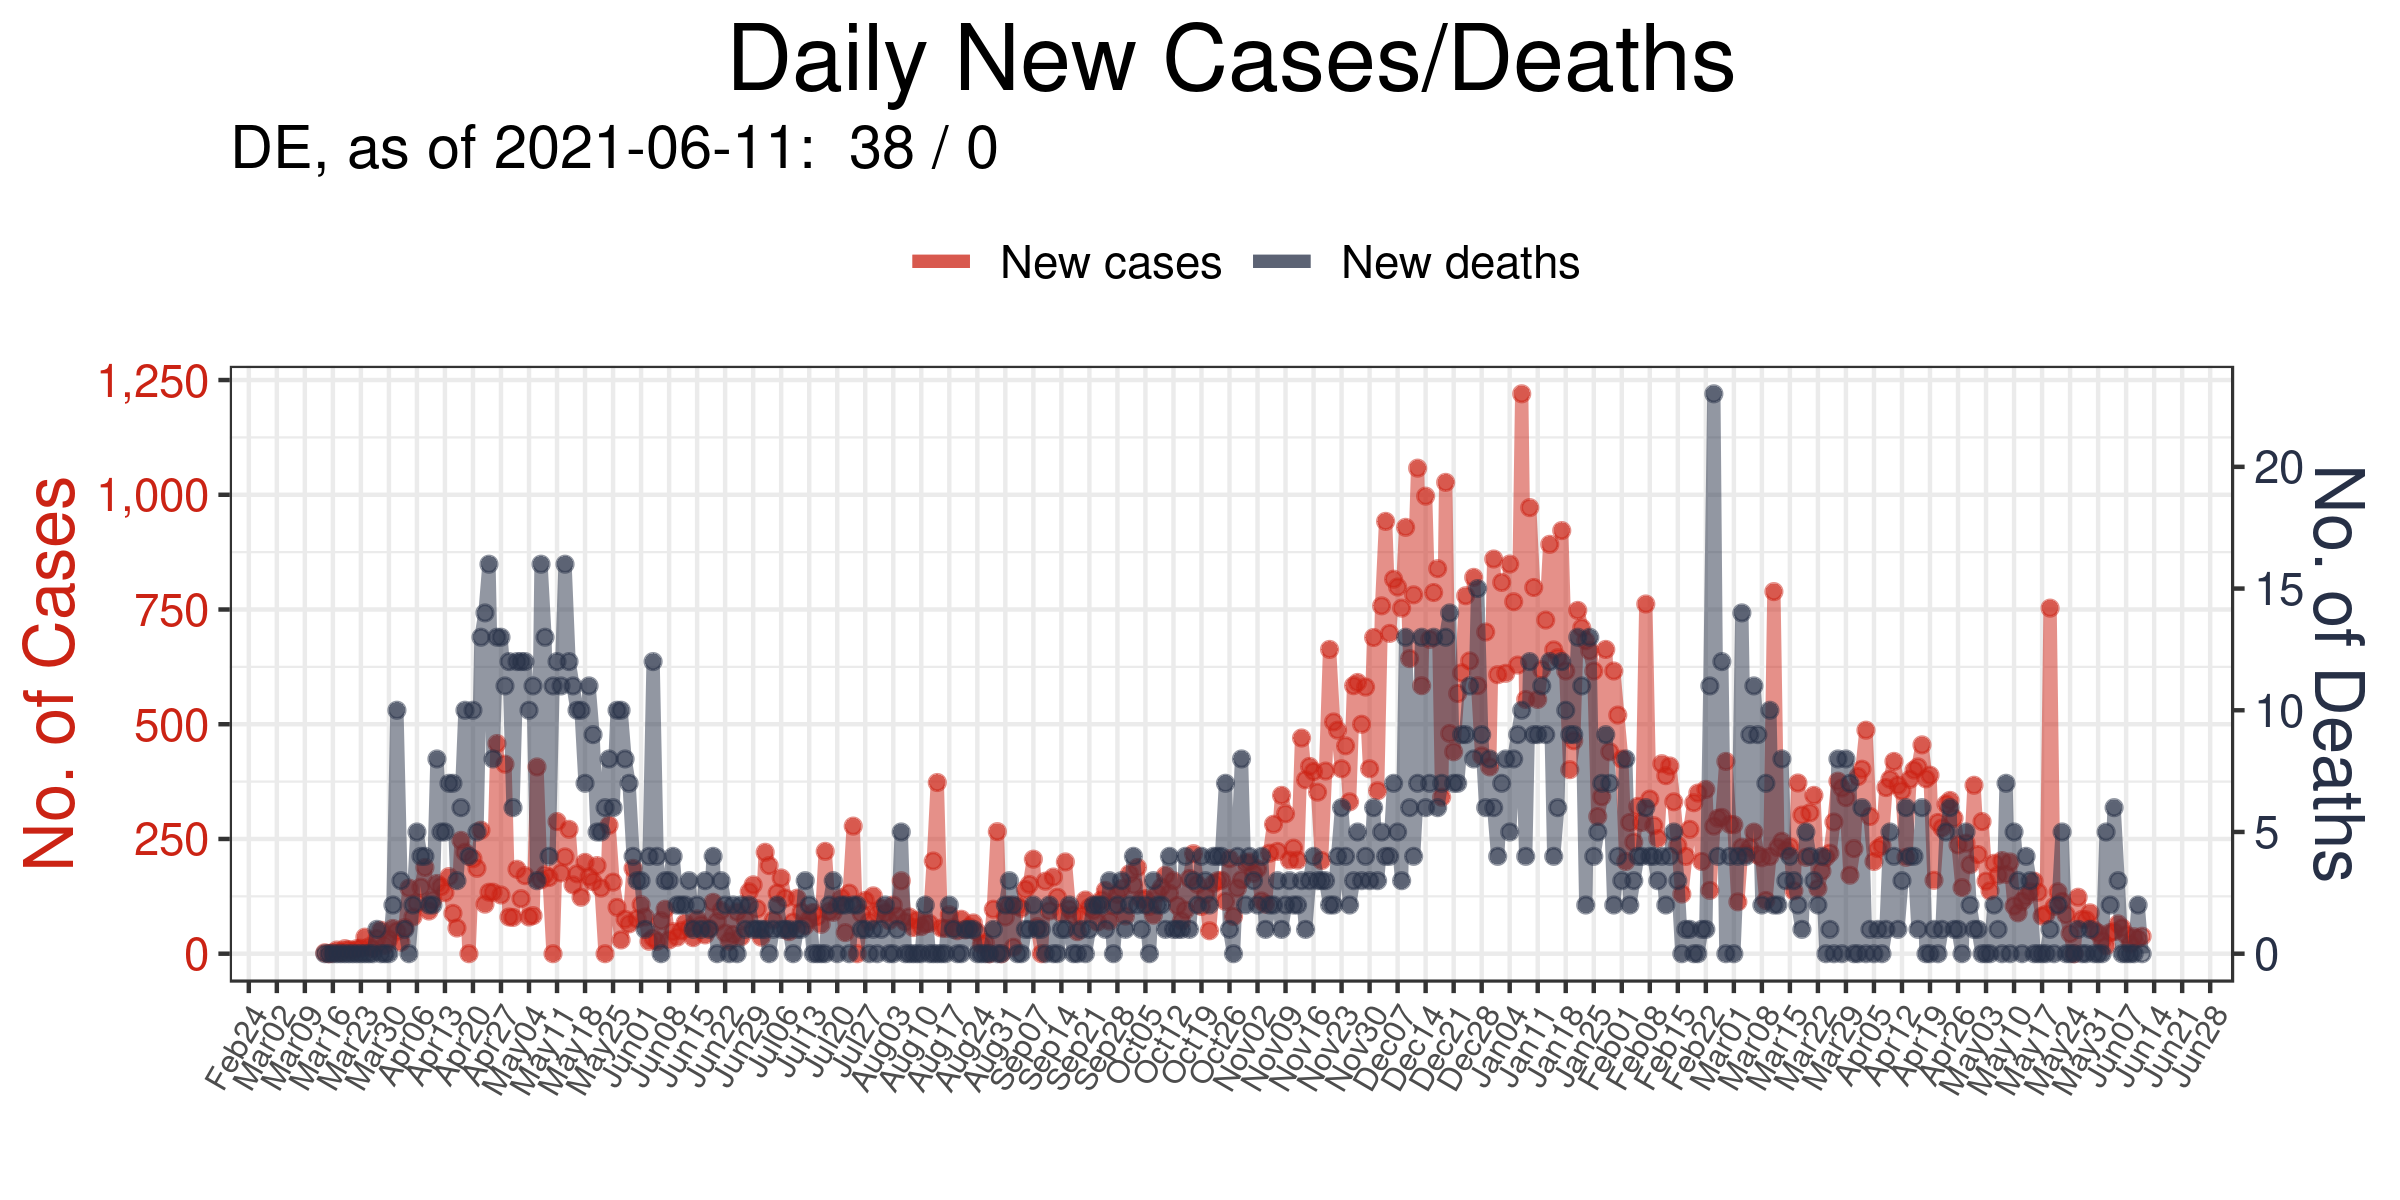 Daily New Cases/Deaths
DE, as of 2021-06-11:  38 / 0
New cases
New deaths
No. of Cases
1,250
1,000
750
500
250
0
20
15
10
5
0
No. of Deaths
Feb24
Mar02
Mar09
Mar16
Mar23
Mar30
Apr06
Apr13
Apr20
Apr27
May04
May11
May18
May25
Jun01
Jun08
Jun15
Jun22
Jun29
Jul06
Jul13
Jul20
Jul27
Aug03
Aug10
Aug17
Aug24
Aug31
Sep07
Sep14
Sep21
Sep28
Oct05
Oct12
Oct19
Oct26
Nov02
Nov09
Nov16
Nov23
Nov30
Dec07
Dec14
Dec21
Dec28
Jan04
Jan11
Jan18
Jan25
Feb01
Feb08
Feb15
Feb22
Mar01
Mar08
Mar15
Mar22
Mar29
Apr05
Apr12
Apr19
Apr26
May03
May10
May17
May24
May31
Jun07
Jun14
Jun21
Jun28